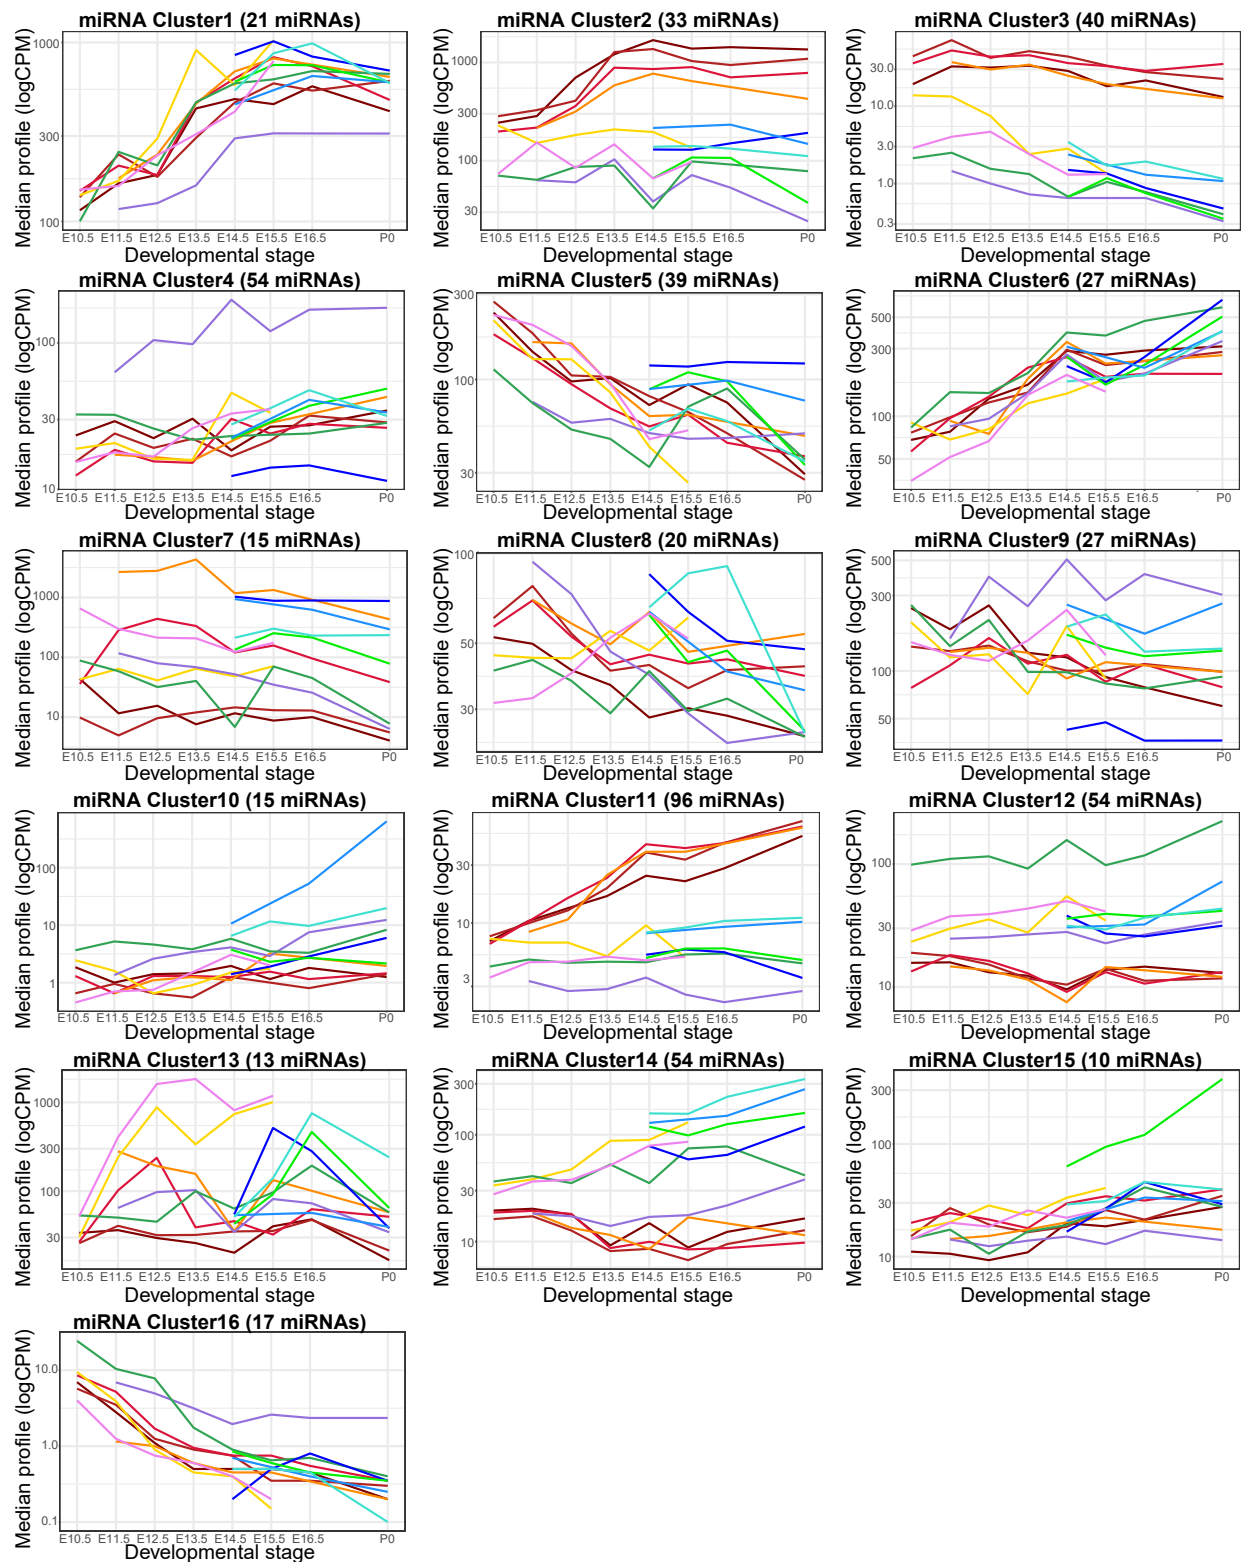 miRNA Cluster1 (21 miRNAs)
Median profile (logCPM)
1000
300
100
E10.5 E11.5 E12.5 E13.5 E14.5 E15.5 E16.5 P0
Developmental stage
miRNA Cluster2 (33 miRNAs)
Median profile (logCPM)
1000
300
100
30
E10.5 E11.5 E12.5 E13.5 E14.5 E15.5 E16.5 P0
Developmental stage
miRNA Cluster3 (40 miRNAs)
Median profile (logCPM)
30.0
10.0
3.0
1.0
0.3
E10.5 E11.5 E12.5 E13.5 E14.5 E15.5 E16.5 P0
Developmental stage
miRNA Cluster4 (54 miRNAs)
Median profile (logCPM)
100
30
10
E10.5 E11.5 E12.5 E13.5 E14.5 E15.5 E16.5 P0
Developmental stage
miRNA Cluster5 (39 miRNAs)
Median profile (logCPM)
300
100
30
E10.5 E11.5 E12.5 E13.5 E14.5 E15.5 E16.5 P0
Developmental stage
miRNA Cluster6 (27 miRNAs)
Median profile (logCPM)
500
300
100
50
E10.5 E11.5 E12.5 E13.5 E14.5 E15.5 E16.5 P0
Developmental stage
miRNA Cluster7 (15 miRNAs)
Median profile (logCPM)
1000
100
10
E10.5 E11.5 E12.5 E13.5 E14.5 E15.5 E16.5 P0
Developmental stage
miRNA Cluster8 (20 miRNAs)
Median profile (logCPM)
100
50
30
E10.5 E11.5 E12.5 E13.5 E14.5 E15.5 E16.5 P0
Developmental stage
miRNA Cluster9 (27 miRNAs)
Median profile (logCPM)
500
300
100
50
E10.5 E11.5 E12.5 E13.5 E14.5 E15.5 E16.5 P0
Developmental stage
miRNA Cluster10 (15 miRNAs)
Median profile (logCPM)
100
10
1
E10.5 E11.5 E12.5 E13.5 E14.5 E15.5 E16.5 P0
Developmental stage
miRNA Cluster11 (96 miRNAs)
Median profile (logCPM)
30
10
3
E10.5 E11.5 E12.5 E13.5 E14.5 E15.5 E16.5 P0
Developmental stage
miRNA Cluster12 (54 miRNAs)
Median profile (logCPM)
100
30
10
E10.5 E11.5 E12.5 E13.5 E14.5 E15.5 E16.5 P0
Developmental stage
miRNA Cluster13 (13 miRNAs)
Median profile (logCPM)
1000
300
100
30
E10.5 E11.5 E12.5 E13.5 E14.5 E15.5 E16.5 P0
Developmental stage
miRNA Cluster14 (54 miRNAs)
Median profile (logCPM)
300
100
30
10
E10.5 E11.5 E12.5 E13.5 E14.5 E15.5 E16.5 P0
Developmental stage
miRNA Cluster15 (10 miRNAs)
Median profile (logCPM)
300
100
30
10
E10.5 E11.5 E12.5 E13.5 E14.5 E15.5 E16.5 P0
Developmental stage
miRNA Cluster16 (17 miRNAs)
Median profile (logCPM)
10.0
1.0
0.1
E10.5 E11.5 E12.5 E13.5 E14.5 E15.5 E16.5 P0
Developmental stage